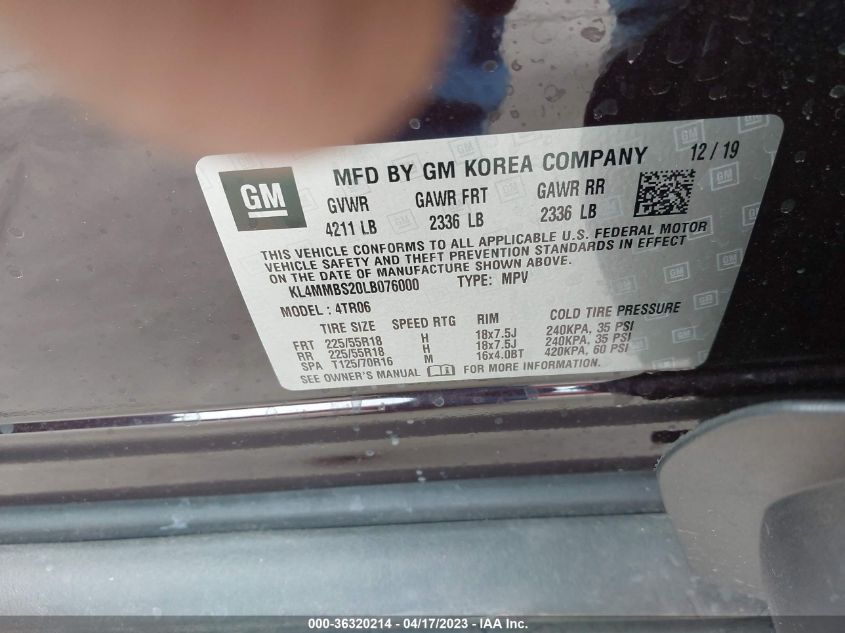 GM
MFD BY GM KOREA COMPANY 12 / 19
GVWR GAWR FRT GAWR RR
4211 LB 2336 LB 2336 LB
THIS VEHICLE CONFORMS TO ALL APPLICABLE U.S. FEDERAL MOTOR
VEHICLE SAFETY AND THEFT PREVENTION STANDARDS IN EFFECT
ON THE DATE OF MANUFACTURE SHOWN ABOVE.
KL4MMBS20LB076000 TYPE: MPV
MODEL : 4TR06
TIRE SIZE SPEED RTG RIM COLD TIRE PRESSURE
FRT 225/55R18 H 18x7.5J 240KPA, 35 PSI
RR 225/55R18 H 18x7.5J 240KPA, 35 PSI
SPA T125/70R16 M 16x4.0BT 420KPA, 60 PSI
SEE OWNER'S MANUAL FOR MORE INFORMATION.
000-36320214 - 04/17/2023 - IAA Inc.